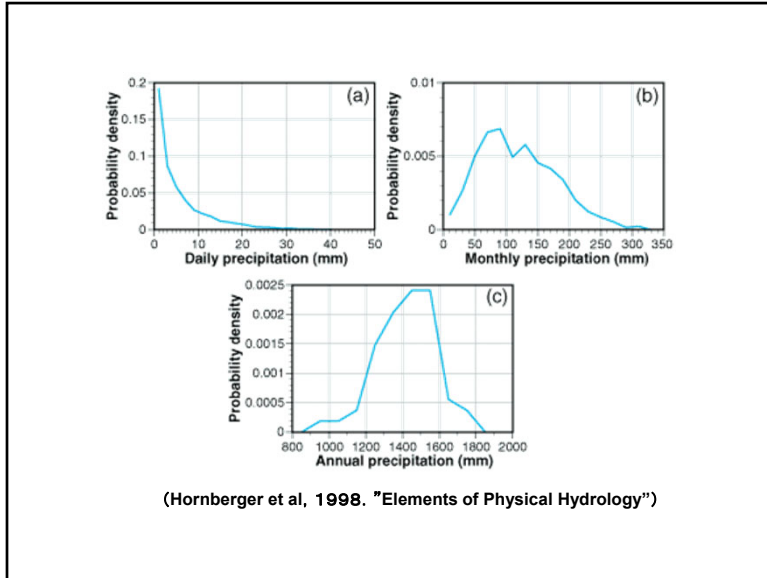 (a)
Probability density
0.2
0.15
0.1
0.05
0
0 10 20 30 40 50
Daily precipitation (mm)
(b)
Probability density
0.01
0.005
0
0 50 100 150 200 250 300 350
Monthly precipitation (mm)
(c)
Probability density
0.0025
0.002
0.0015
0.001
0.0005
0
800 1000 1200 1400 1600 1800 2000
Annual precipitation (mm)
(Hornberger et al, 1998. "Elements of Physical Hydrology”)